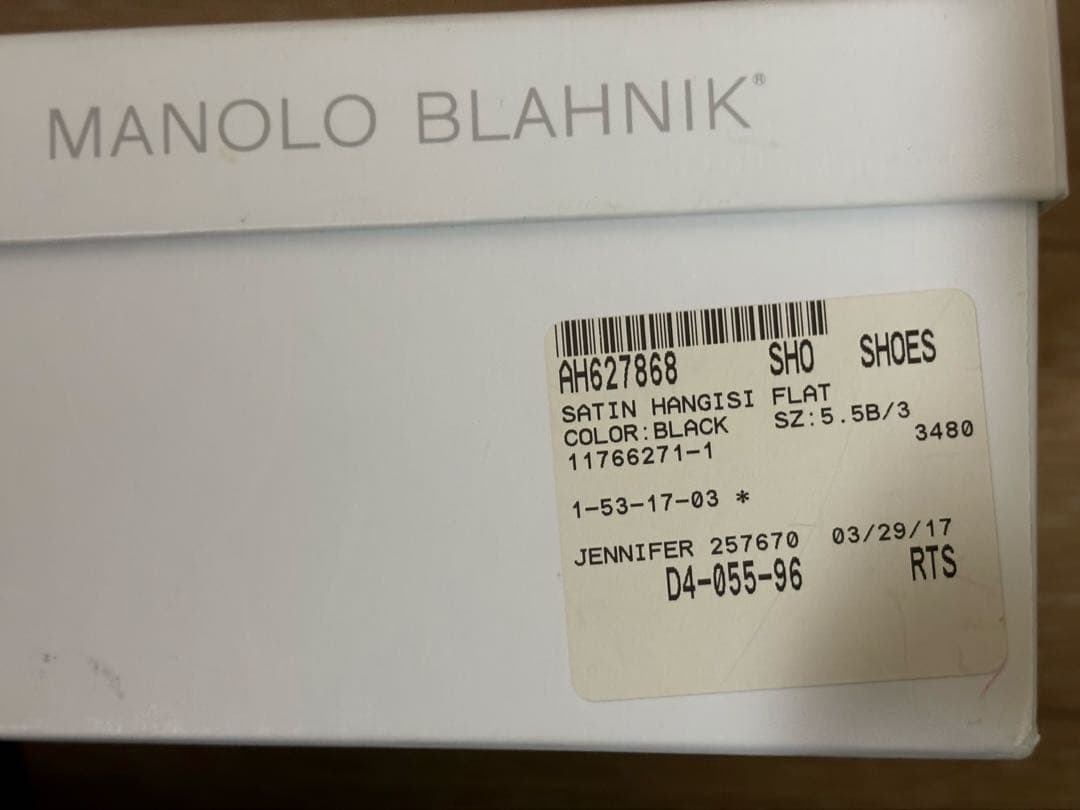 MANOLO BLAHNIK®
AH627868 SHO SHOES
SATIN HANGISI FLAT
COLOR:BLACK SZ:5.5B/3
11766271-1 3480
1-53-17-03 *
JENNIFER 257670 03/29/17
D4-055-96 RTS